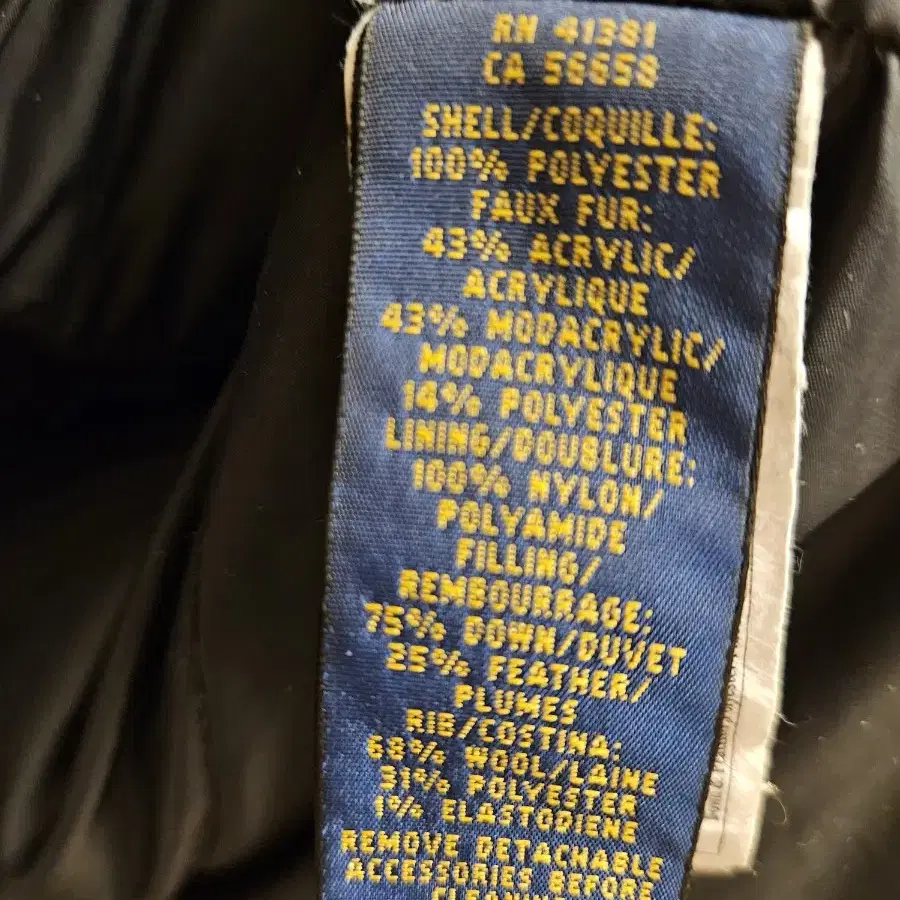 RN 41381
CA 56658
SHELL/COQUILLE:
100% POLYESTER
FAUX FUR:
43% ACRYLIC/
ACRYLIQUE
43% MODACRYLIC/
MODACRYLIQUE
14% POLYESTER
LINING/DOUBLURE:
100% NYLON/
POLYAMIDE
FILLING/
REMBOURRAGE:
75% DOWN/DUVET
25% FEATHER/
PLUMES
RIB/COSTINA:
68% WOOL/LAINE
31% POLYESTER
1% ELASTODIENE
REMOVE DETACHABLE
ACCESSORIES BEFORE
CLEANING